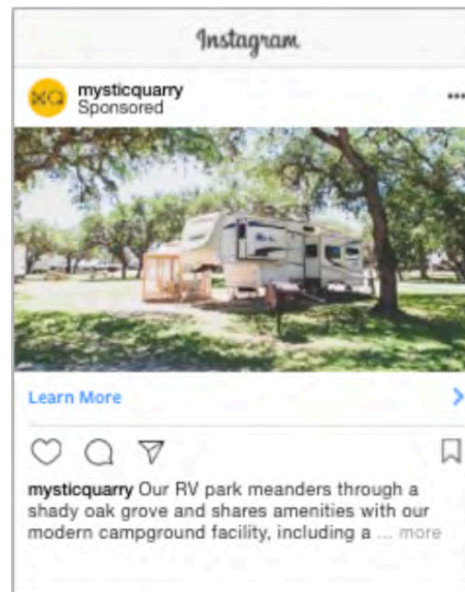 Instagram
mysticquarry
Sponsored
Learn More
mysticquarry Our RV park meanders through a
shady oak grove and shares amenities with our
modern campground facility, including a ... more